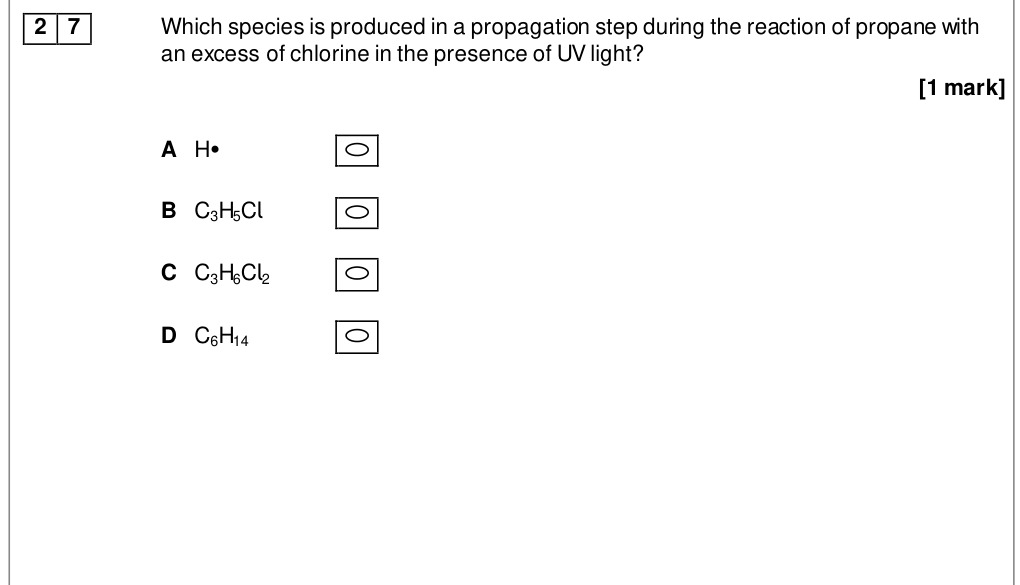 2 7 Which species is produced in a propagation step during the reaction of propane with
an excess of chlorine in the presence of UV light?
[1 mark]
A H•
B C₃H₅Cl
C C₃H₆Cl₂
D C₆H₁₄